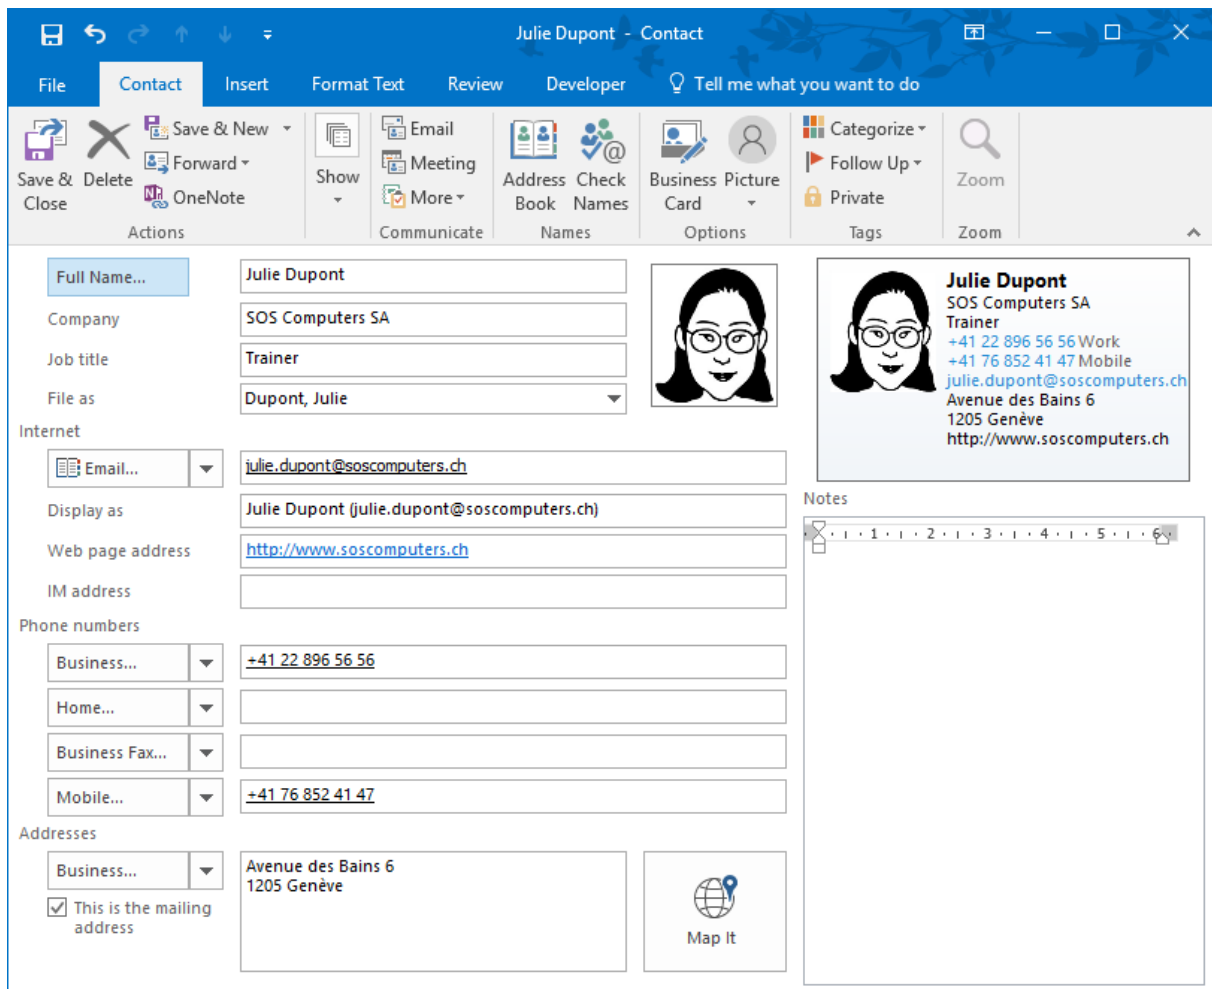 Julie Dupont - Contact
File Contact Insert Format Text Review Developer Tell me what you want to do
Save & Close
Delete
Save & New
Forward
OneNote
Actions
Show
Email
Meeting
More
Communicate
Address Book
Check Names
Names
Business Card
Picture
Options
Categorize
Follow Up
Private
Tags
Zoom
Zoom
Full Name... Julie Dupont
Company SOS Computers SA
Job title Trainer
File as Dupont, Julie
Internet
Email... julie.dupont@soscomputers.ch
Display as Julie Dupont (julie.dupont@soscomputers.ch)
Web page address http://www.soscomputers.ch
IM address
Phone numbers
Business... +41 22 896 56 56
Home...
Business Fax...
Mobile... +41 76 852 41 47
Addresses
Business... Avenue des Bains 6
1205 Genève
This is the mailing
address
Map It
Julie Dupont
SOS Computers SA
Trainer
+41 22 896 56 56 Work
+41 76 852 41 47 Mobile
julie.dupont@soscomputers.ch
Avenue des Bains 6
1205 Genève
http://www.soscomputers.ch
Notes
1 2 3 4 5 6